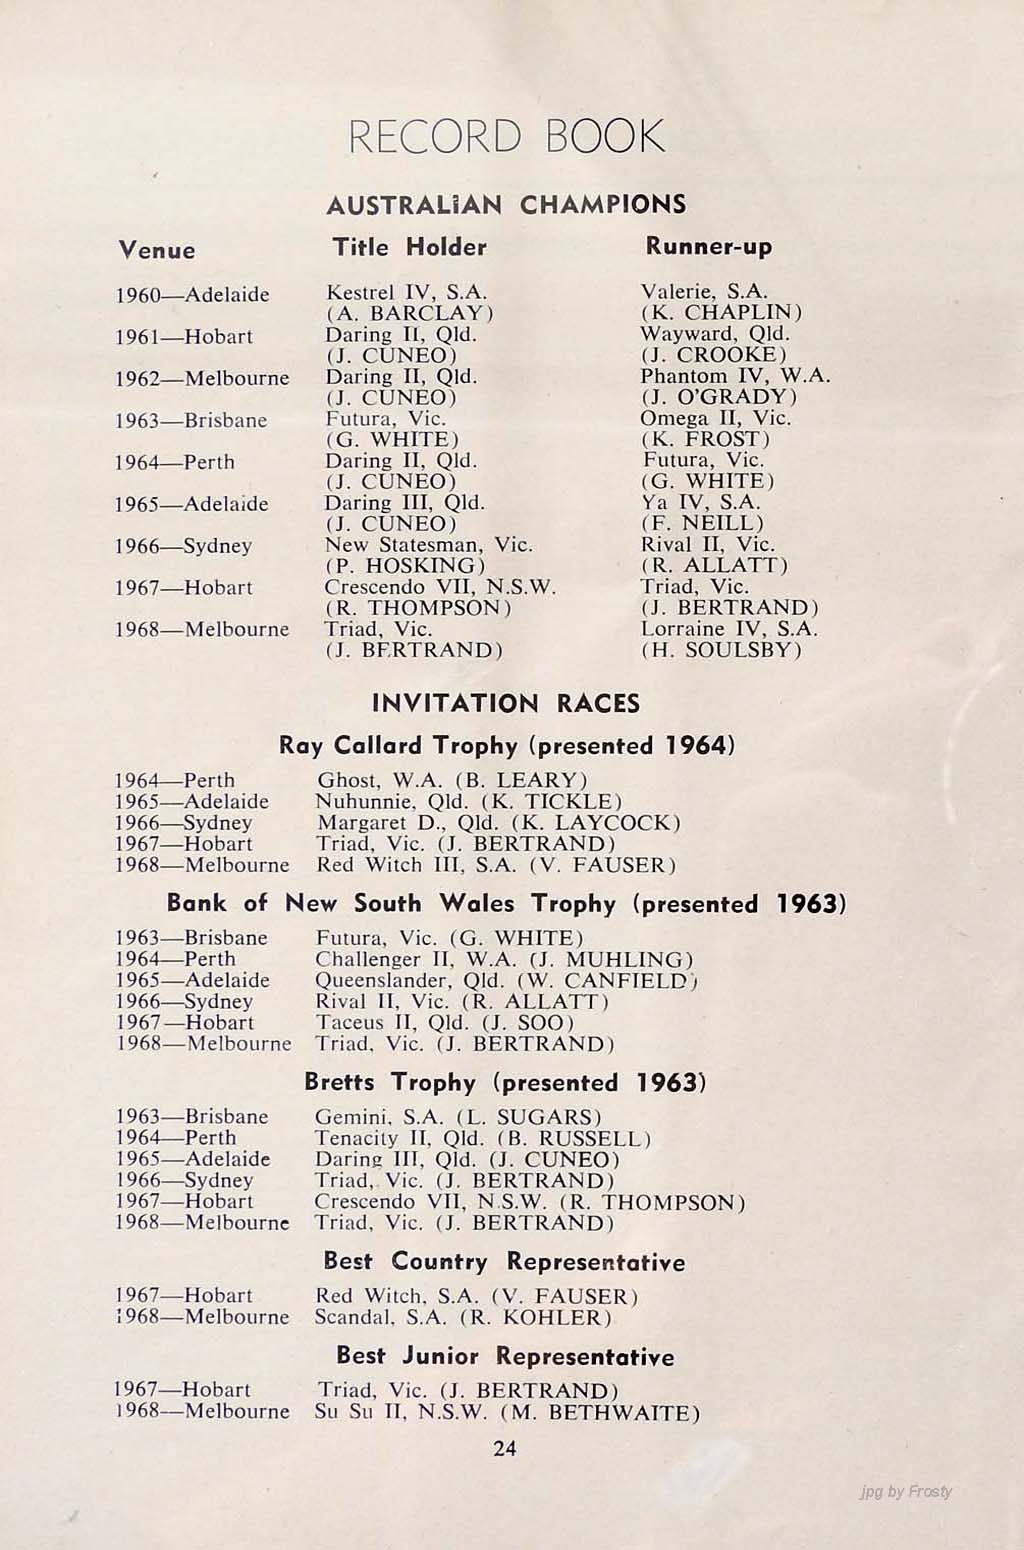 RECORD BOOK
AUSTRALIAN CHAMPIONS
Venue Title Holder Runner-up
1960—Adelaide Kestrel IV, S.A. Valerie, S.A.
(A. BARCLAY) (K. CHAPLIN)
1961—Hobart Daring II, Qld. Wayward, Qld.
(J. CUNEO) (J. CROOKE)
1962—Melbourne Daring II, Qld. Phantom IV, W.A.
(J. CUNEO) (J. O'GRADY)
1963—Brisbane Futura, Vic. Omega II, Vic.
(G. WHITE) (K. FROST)
1964—Perth Daring II, Qld. Futura, Vic.
(J. CUNEO) (G. WHITE)
1965—Adelaide Daring III, Qld. Ya IV, S.A.
(J. CUNEO) (F. NEILL)
1966—Sydney New Statesman, Vic. Rival II, Vic.
(P. HOSKING) (R. ALLATT)
1967—Hobart Crescendo VII, N.S.W. Triad, Vic.
(R. THOMPSON) (J. BERTRAND)
1968—Melbourne Triad, Vic. Lorraine IV, S.A.
(J. BERTRAND) (H. SOULSBY)
INVITATION RACES
Ray Callard Trophy (presented 1964)
1964—Perth Ghost, W.A. (B. LEARY)
1965—Adelaide Nuhunnie, Qld. (K. TICKLE)
1966—Sydney Margaret D., Qld. (K. LAYCOCK)
1967—Hobart Triad, Vic. (J. BERTRAND)
1968—Melbourne Red Witch III, S.A. (V. FAUSER)
Bank of New South Wales Trophy (presented 1963)
1963—Brisbane Futura, Vic. (G. WHITE)
1964—Perth Challenger II, W.A. (J. MUHLING)
1965—Adelaide Queenslander, Qld. (W. CANFIELD)
1966—Sydney Rival II, Vic. (R. ALLATT)
1967—Hobart Taceus II, Qld. (J. SOO)
1968—Melbourne Triad, Vic. (J. BERTRAND)
Bretts Trophy (presented 1963)
1963—Brisbane Gemini, S.A. (L. SUGARS)
1964—Perth Tenacity II, Qld. (B. RUSSELL)
1965—Adelaide Daring III, Qld. (J. CUNEO)
1966—Sydney Triad, Vic. (J. BERTRAND)
1967—Hobart Crescendo VII, N.S.W. (R. THOMPSON)
1968—Melbourne Triad, Vic. (J. BERTRAND)
Best Country Representative
1967—Hobart Red Witch, S.A. (V. FAUSER)
1968—Melbourne Scandal, S.A. (R. KOHLER)
Best Junior Representative
1967—Hobart Triad, Vic. (J. BERTRAND)
1968—Melbourne Su Su II, N.S.W. (M. BETHWAITE)
24
jpg by Frosty